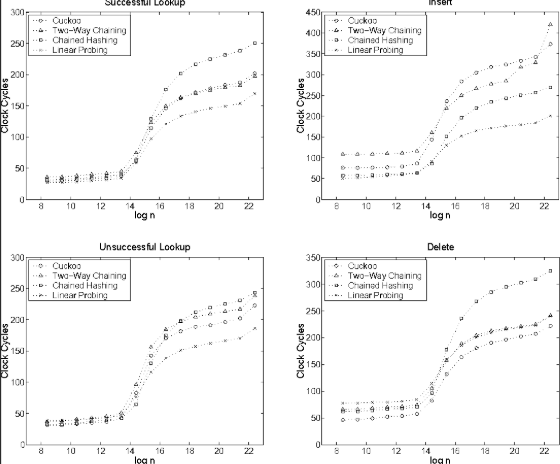 Successful Lookup
300
250
200
150
100
50
0
Clock Cycles
Cuckoo
Two-Way Chaining
Chained Hashing
Linear Probing
8 10 12 14 16 18 20 22
log n
Insert
450
400
350
300
250
200
150
100
50
0
Clock Cycles
Cuckoo
Two-Way Chaining
Chained Hashing
Linear Probing
8 10 12 14 16 18 20 22
log n
Unsuccessful Lookup
300
250
200
150
100
50
0
Clock Cycles
Cuckoo
Two-Way Chaining
Chained Hashing
Linear Probing
8 10 12 14 16 18 20 22
log n
Delete
350
300
250
200
150
100
50
0
Clock Cycles
Cuckoo
Two-Way Chaining
Chained Hashing
Linear Probing
8 10 12 14 16 18 20 22
log n